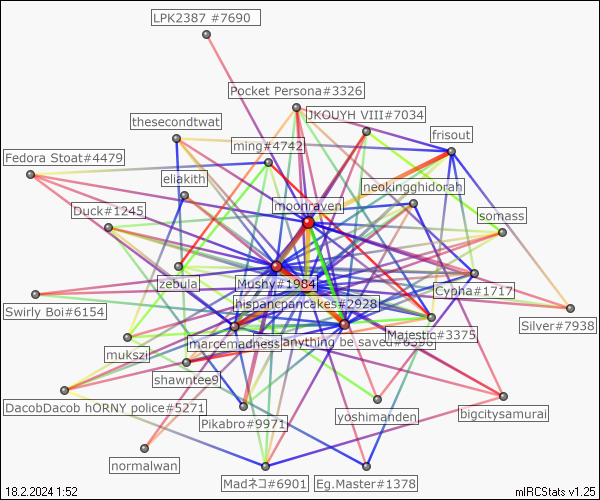 LPK2387 #7690
Pocket Persona#3326
JKOUYH VIII#7034
thesecondtwat
frisout
ming#4742
Fedora Stoat#4479
eliakith
neokingghidorah
moonraven
Duck#1245
somass
zebula
Mushy#1984
Cypha#1717
hispancpancakes#2928
Swirly Boi#6154
Silver#7938
Majestic#3375
marcemadness
anything be saved
mukszi
shawntee9
DacobDacob hORNY police#5271
yoshimanden
bigcitysamurai
Pikabro#9971
normalwan
Madネコ#6901
Eg.Master#1378
18.2.2024 1:52
mIRCStats v1.25